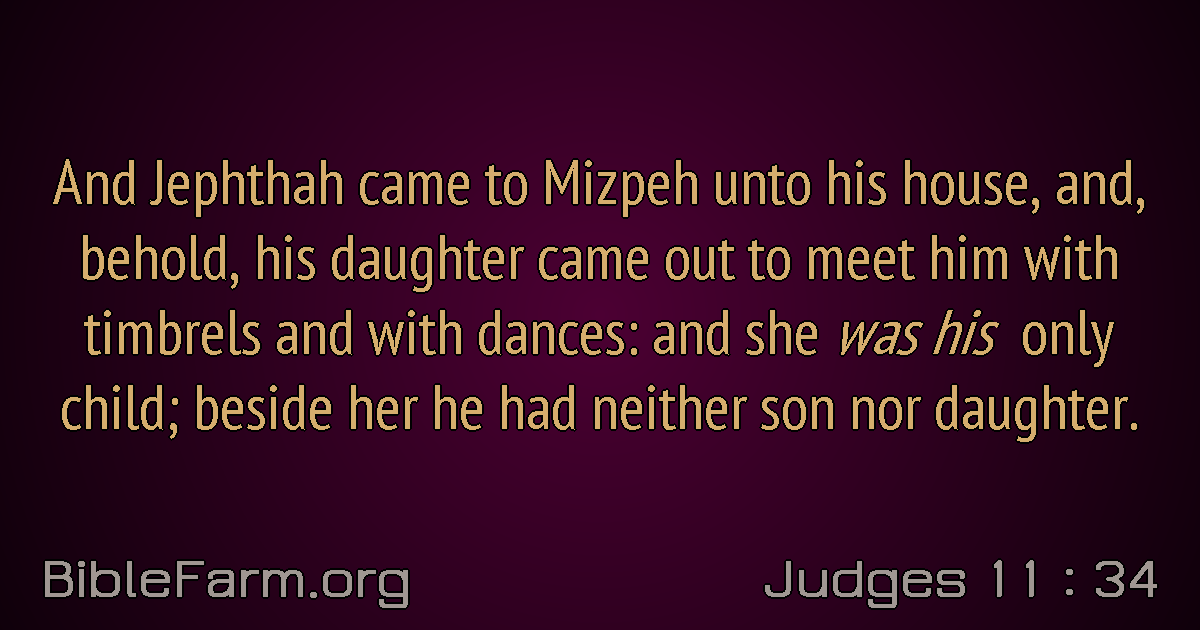 And Jephthah came to Mizpeh unto his house, and,
behold, his daughter came out to meet him with
timbrels and with dances: and she was his only
child; beside her he had neither son nor daughter.
BibleFarm.org
Judges 11 : 34